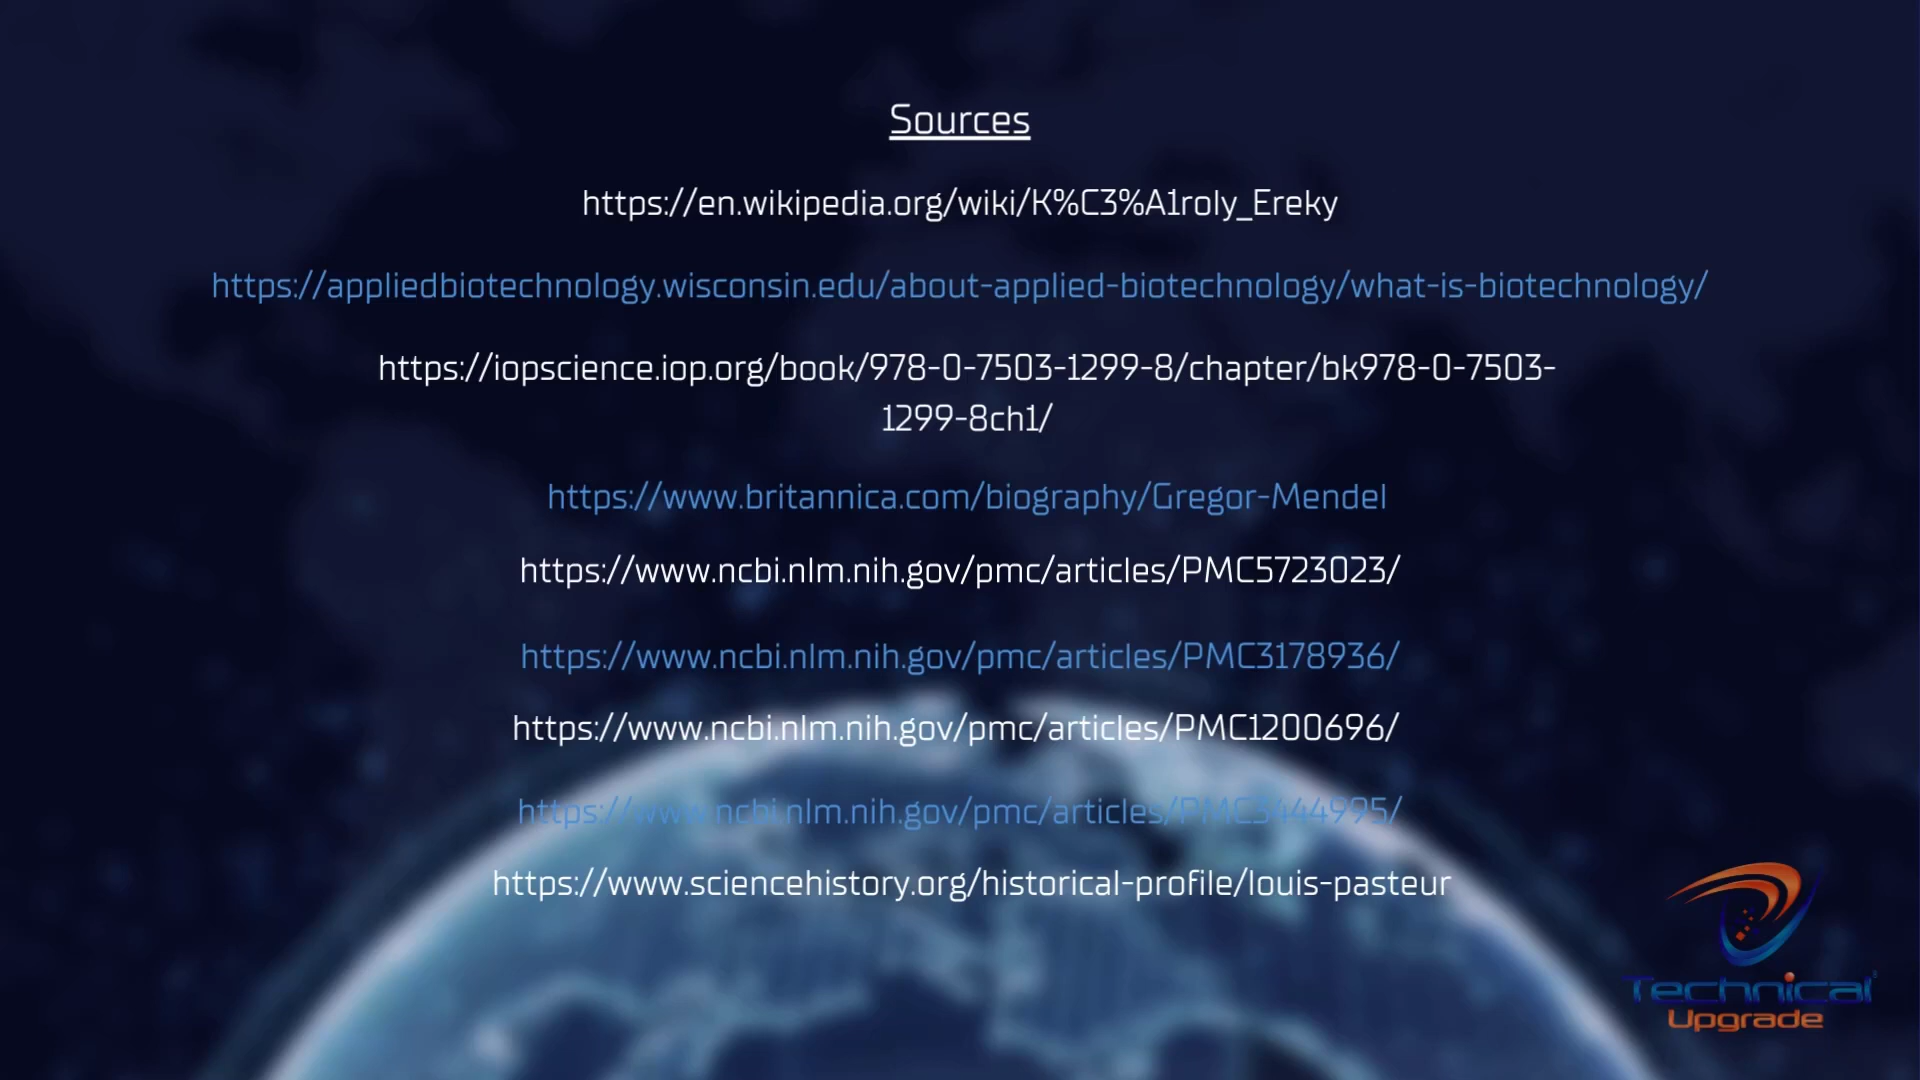 Sources
https://en.wikipedia.org/wiki/K%C3%A1roly_Ereky
https://appliedbiotechnology.wisconsin.edu/about-applied-biotechnology/what-is-biotechnology/
https://iopscience.iop.org/book/978-0-7503-1299-8/chapter/bk978-0-7503-
1299-8ch1/
https://www.britannica.com/biography/Gregor-Mendel
https://www.ncbi.nlm.nih.gov/pmc/articles/PMC5723023/
https://www.ncbi.nlm.nih.gov/pmc/articles/PMC3178936/
https://www.ncbi.nlm.nih.gov/pmc/articles/PMC1200696/
https://www.ncbi.nlm.nih.gov/pmc/articles/PMC3444995/
https://www.sciencehistory.org/historical-profile/louis-pasteur
Technical
Upgrade